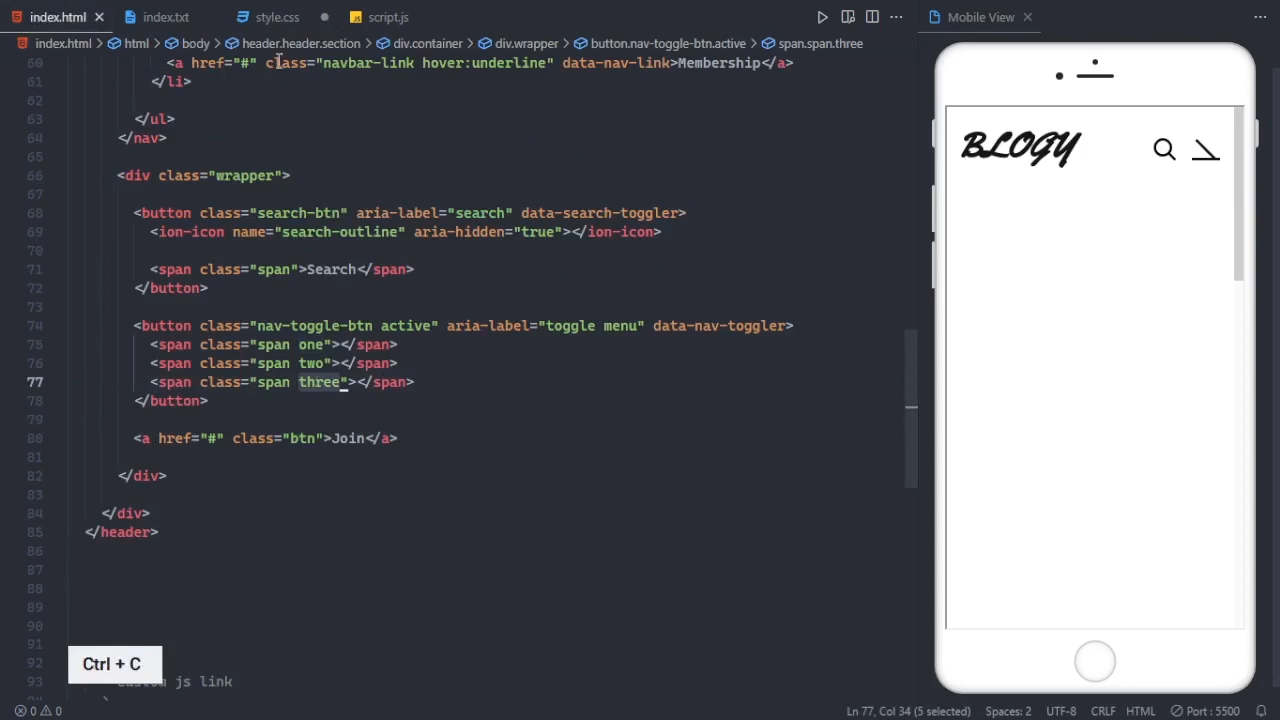 index.html
index.txt
style.css
script.js
Mobile View
index.html html body header.header.section div.container div.wrapper button.nav-toggle-btn.active span.span.three
60 <a href="#" class="navbar-link hover:underline" data-nav-link>Membership</a>
61 </li>
62
63 </ul>
64 </nav>
65
66 <div class="wrapper">
67
68 <button class="search-btn" aria-label="search" data-search-toggler>
69 <ion-icon name="search-outline" aria-hidden="true"></ion-icon>
70
71 <span class="span">Search</span>
72 </button>
73
74 <button class="nav-toggle-btn active" aria-label="toggle menu" data-nav-toggler>
75 <span class="span one"></span>
76 <span class="span two"></span>
77 <span class="span three"></span>
78 </button>
79
80 <a href="#" class="btn">Join</a>
81
82 </div>
83
84 </div>
85 </header>
86
87
88
89
90
91
92
93 js link
BLOGY
Ctrl + C
0 0
Ln 77, Col 34 (5 selected)
Spaces: 2
UTF-8
CRLF
HTML
Port : 5500